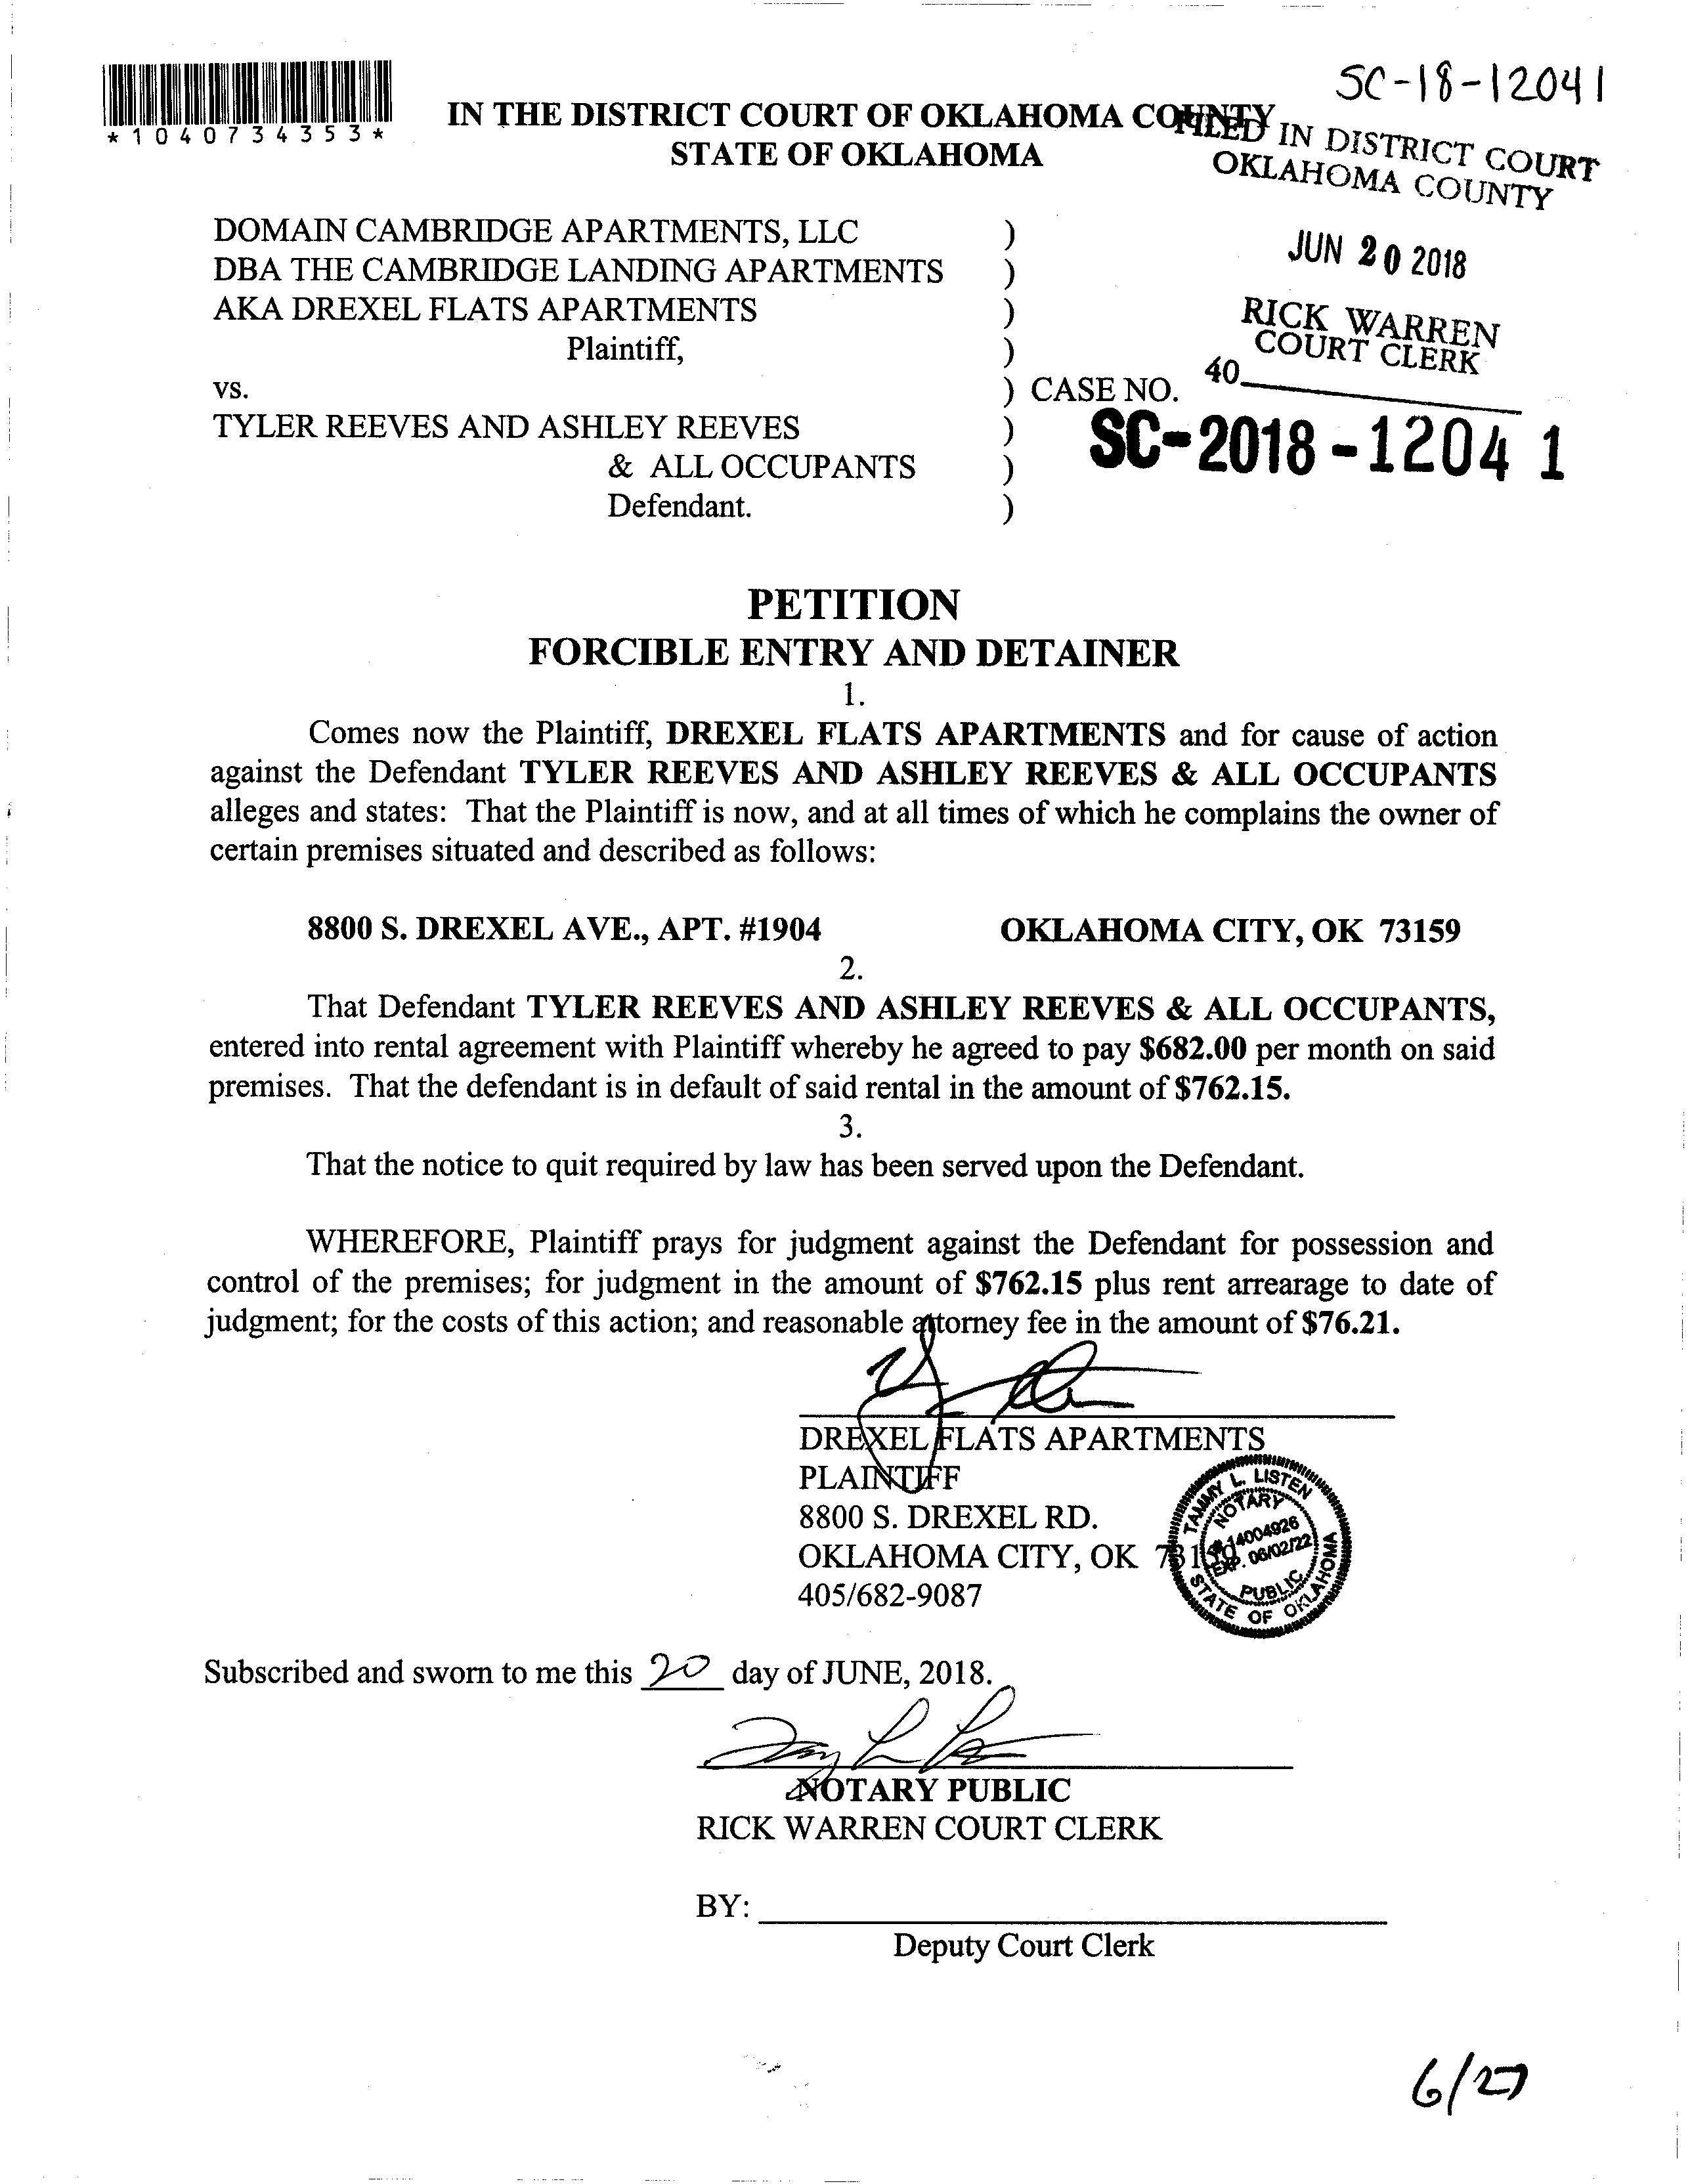 SC-18-12041
*1040734353*
IN THE DISTRICT COURT OF OKLAHOMA COUNTY
STATE OF OKLAHOMA
FILED IN DISTRICT COURT
OKLAHOMA COUNTY
JUN 20 2018
RICK WARREN
COURT CLERK
40
DOMAIN CAMBRIDGE APARTMENTS, LLC )
DBA THE CAMBRIDGE LANDING APARTMENTS )
AKA DREXEL FLATS APARTMENTS )
Plaintiff, )
vs. ) CASE NO.
TYLER REEVES AND ASHLEY REEVES )
SC-2018-12041
& ALL OCCUPANTS )
Defendant. )
PETITION
FORCIBLE ENTRY AND DETAINER
1.
Comes now the Plaintiff, DREXEL FLATS APARTMENTS and for cause of action
against the Defendant TYLER REEVES AND ASHLEY REEVES & ALL OCCUPANTS
alleges and states: That the Plaintiff is now, and at all times of which he complains the owner of
certain premises situated and described as follows:
8800 S. DREXEL AVE., APT. #1904 OKLAHOMA CITY, OK 73159
2.
That Defendant TYLER REEVES AND ASHLEY REEVES & ALL OCCUPANTS,
entered into rental agreement with Plaintiff whereby he agreed to pay $682.00 per month on said
premises. That the defendant is in default of said rental in the amount of $762.15.
3.
That the notice to quit required by law has been served upon the Defendant.
WHEREFORE, Plaintiff prays for judgment against the Defendant for possession and
control of the premises; for judgment in the amount of $762.15 plus rent arrearage to date of
judgment; for the costs of this action; and reasonable attorney fee in the amount of $76.21.
DREXEL FLATS APARTMENTS
PLAINTIFF
8800 S. DREXEL RD.
OKLAHOMA CITY, OK
405/682-9087
TAMMY L. LISTEN
NOTARY
# 14004926
EXP. 06/02/22
PUBLIC
STATE OF OKLAHOMA
Subscribed and sworn to me this 20 day of JUNE, 2018.
NOTARY PUBLIC
RICK WARREN COURT CLERK
BY:
Deputy Court Clerk
6/27